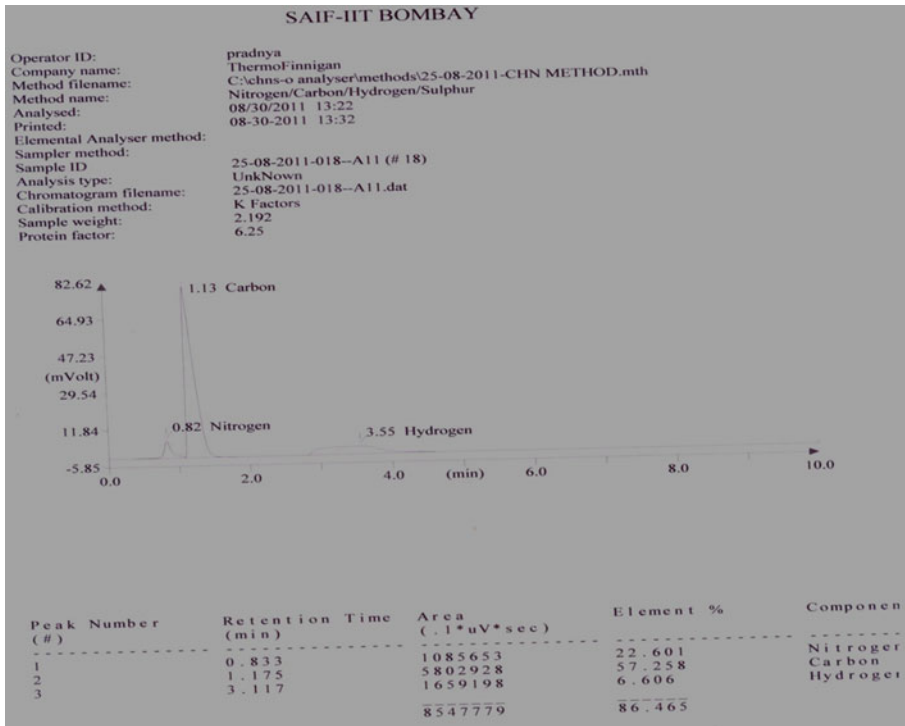 SAIF-IIT BOMBAY
Operator ID: pradnya
Company name: ThermoFinnigan
Method filename: C:\chns-o analyser\methods\25-08-2011-CHN METHOD.mth
Method name: Nitrogen/Carbon/Hydrogen/Sulphur
Analysed: 08/30/2011 13:22
Printed: 08-30-2011 13:32
Elemental Analyser method:
Sampler method:
Sample ID 25-08-2011-018--A11 (# 18)
Analysis type: UnkNown
Chromatogram filename: 25-08-2011-018--A11.dat
Calibration method: K Factors
Sample weight: 2.192
Protein factor: 6.25
82.62 1.13 Carbon
64.93
47.23
(mVolt)
29.54
11.84 0.82 Nitrogen 3.55 Hydrogen
-5.85
0.0 2.0 4.0 (min) 6.0 8.0 10.0
Peak Number Retention Time Area Element % Componen
(#) (min) (.1*uV*sec)
1 0.833 1085653 22.601 Nitroger
2 1.175 5802928 57.258 Carbon
3 3.117 1659198 6.606 Hydroger
8547779 86.465